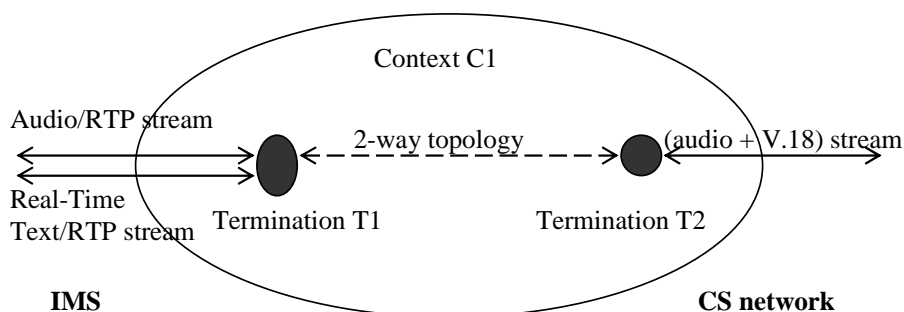 Context C1
Audio/RTP stream
2-way topology
(audio + V.18) stream
Real-Time
Text/RTP stream
Termination T1
Termination T2
IMS
CS network